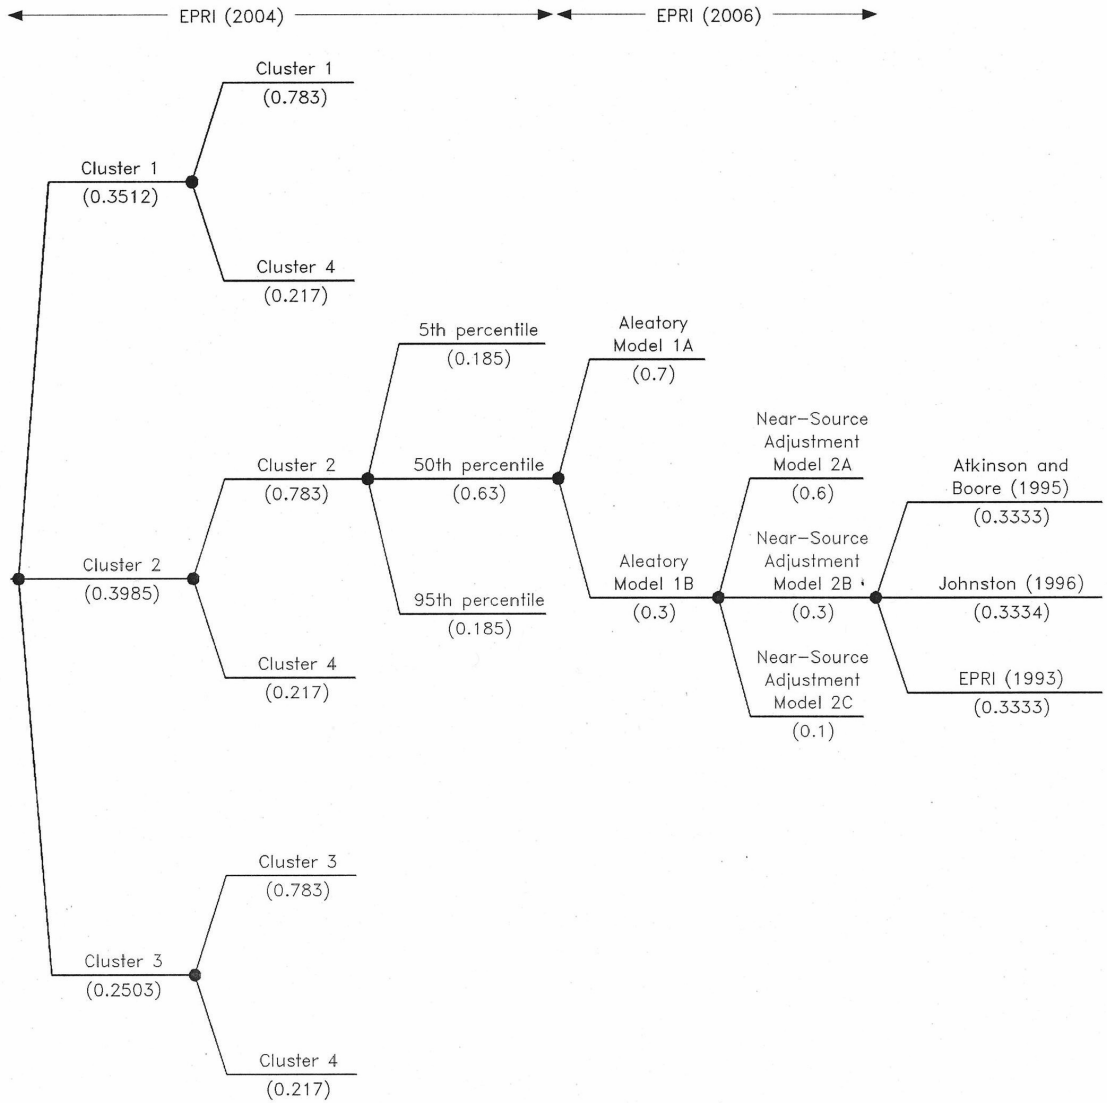 EPRI (2004)
EPRI (2006)
Cluster 1
(0.783)
Cluster 1
(0.3512)
Cluster 4
(0.217)
5th percentile
(0.185)
Aleatory
Model 1A
(0.7)
Cluster 2
(0.783)
50th percentile
(0.63)
Near-Source
Adjustment
Model 2A
(0.6)
Atkinson and
Boore (1995)
(0.3333)
Cluster 2
(0.3985)
95th percentile
(0.185)
Aleatory
Model 1B
(0.3)
Near-Source
Adjustment
Model 2B
(0.3)
Johnston (1996)
(0.3334)
Cluster 4
(0.217)
Near-Source
Adjustment
Model 2C
(0.1)
EPRI (1993)
(0.3333)
Cluster 3
(0.783)
Cluster 3
(0.2503)
Cluster 4
(0.217)